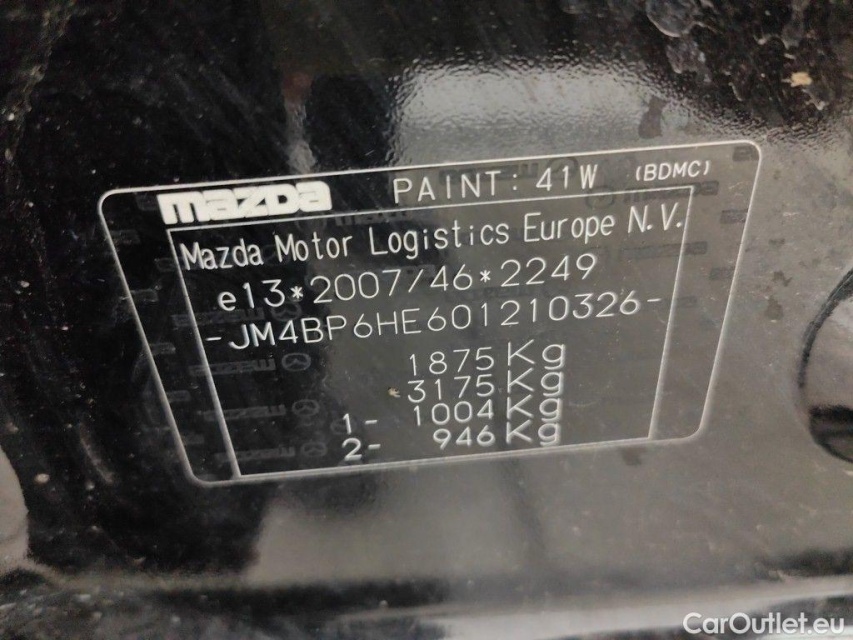 mazda PAINT: 41W (BDMC)
Mazda Motor Logistics Europe N.V.
e13*2007/46*2249
-JM4BP6HE601210326-
1875 Kg
3175 Kg
1- 1004 Kg
2- 946 Kg
CarOutlet.eu